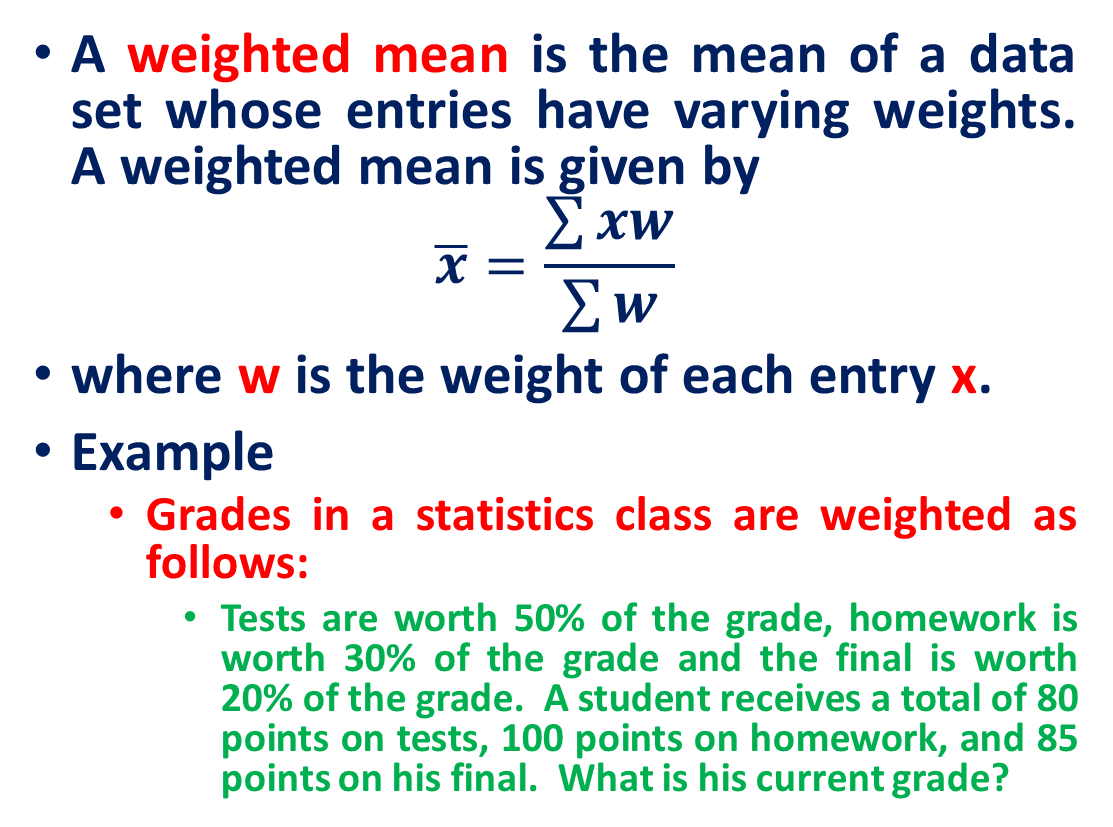 • A weighted mean is the mean of a data
set whose entries have varying weights.
A weighted mean is given by
x̅ = ∑ xw / ∑ w
• where w is the weight of each entry x.
• Example
• Grades in a statistics class are weighted as
follows:
• Tests are worth 50% of the grade, homework is
worth 30% of the grade and the final is worth
20% of the grade.  A student receives a total of 80
points on tests, 100 points on homework, and 85
points on his final.  What is his current grade?